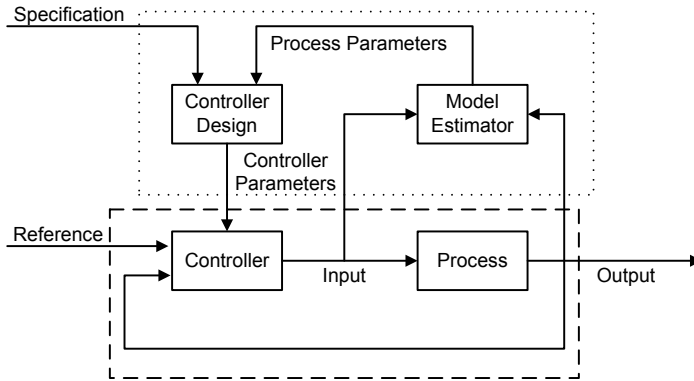 Specification
Process Parameters
Controller
Design
Model
Estimator
Controller
Parameters
Reference
Controller
Input
Process
Output